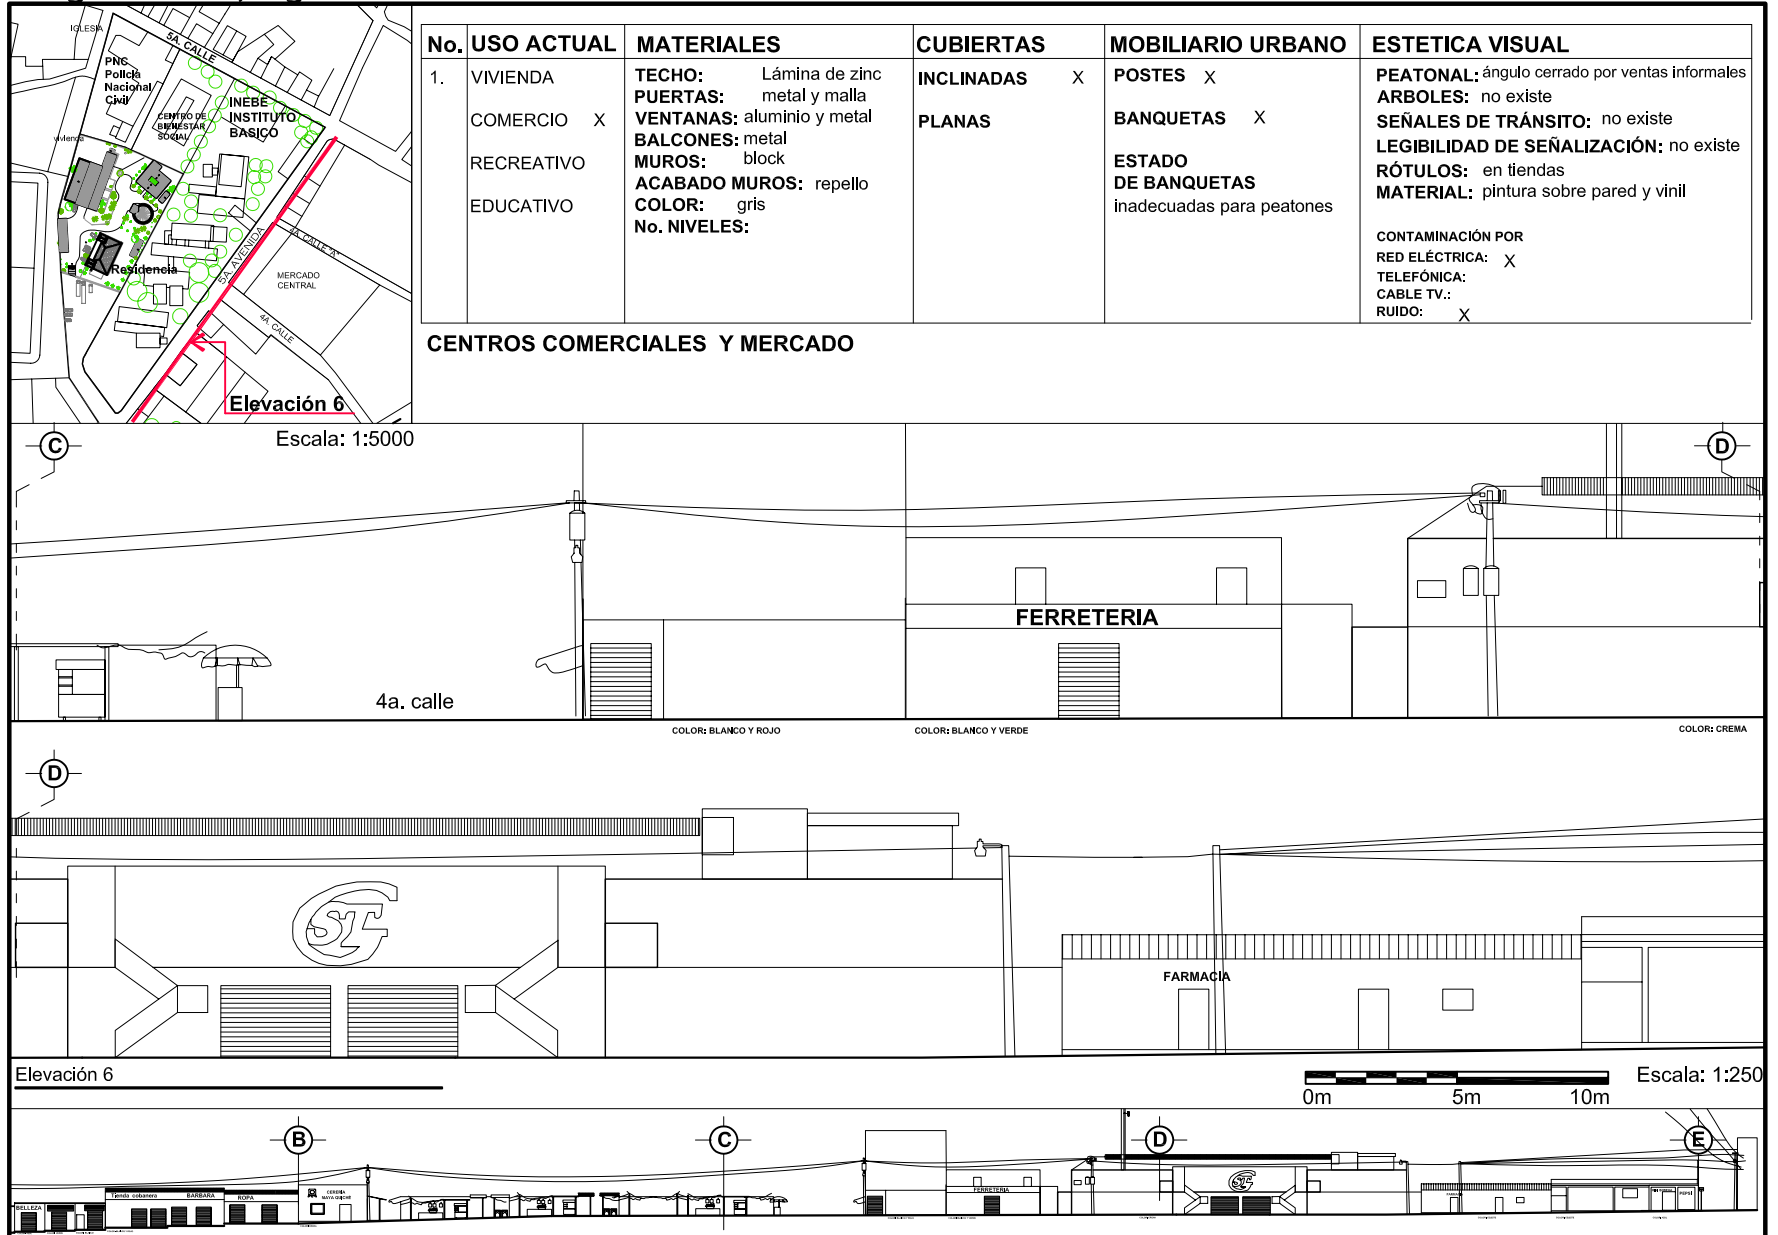 IGLESIA
5A. CALLE
PNC
Policía
Nacional
Civil
vivienda
CENTRO DE
BIENESTAR
SOCIAL
INEBE
INSTITUTO
BASICO
5A. AVENIDA
4A. CALLE "A"
MERCADO
CENTRAL
4A. CALLE
Residencia
Elevación 6
Escala: 1:5000
No. USO ACTUAL MATERIALES CUBIERTAS MOBILIARIO URBANO ESTETICA VISUAL
1. VIVIENDA
COMERCIO X
RECREATIVO
EDUCATIVO
TECHO: Lámina de zinc
PUERTAS: metal y malla
VENTANAS: aluminio y metal
BALCONES: metal
MUROS: block
ACABADO MUROS: repello
COLOR: gris
No. NIVELES:
INCLINADAS X
PLANAS
POSTES X
BANQUETAS X
ESTADO
DE BANQUETAS
inadecuadas para peatones
PEATONAL: ángulo cerrado por ventas informales
ARBOLES: no existe
SEÑALES DE TRÁNSITO: no existe
LEGIBILIDAD DE SEÑALIZACIÓN: no existe
RÓTULOS: en tiendas
MATERIAL: pintura sobre pared y vinil
CONTAMINACIÓN POR
RED ELÉCTRICA: X
TELEFÓNICA:
CABLE TV.:
RUIDO: X
CENTROS COMERCIALES Y MERCADO
C
D
FERRETERIA
4a. calle
COLOR: BLANCO Y ROJO
COLOR: BLANCO Y VERDE
COLOR: CREMA
D
GST
FARMACIA
Elevación 6
Escala: 1:250
0m 5m 10m
B
C
D
E
BELLEZA
Tienda cobanera
BARBARA
ROPA
CERERIA
MAYA QUICHE
FERRETERIA
FARMACIA
PEPSI